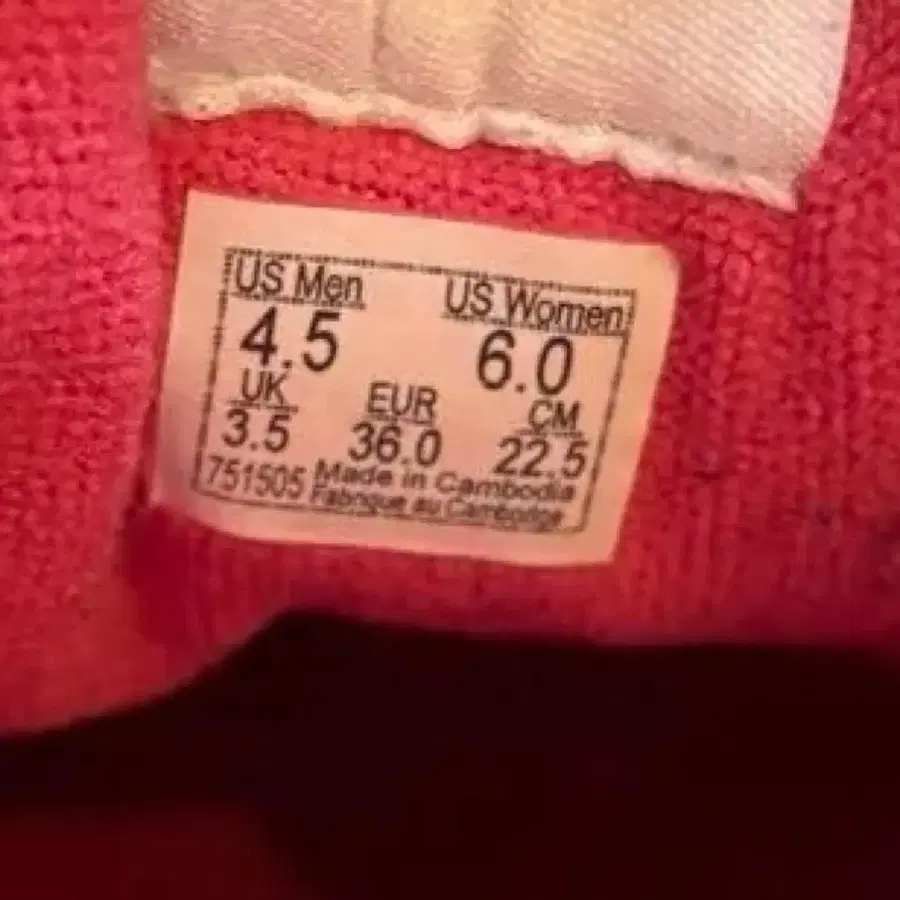 US Men US Women
4.5 6.0
UK EUR CM
3.5 36.0 22.5
751505 Made in Cambodia
Fabrique au Cambodge